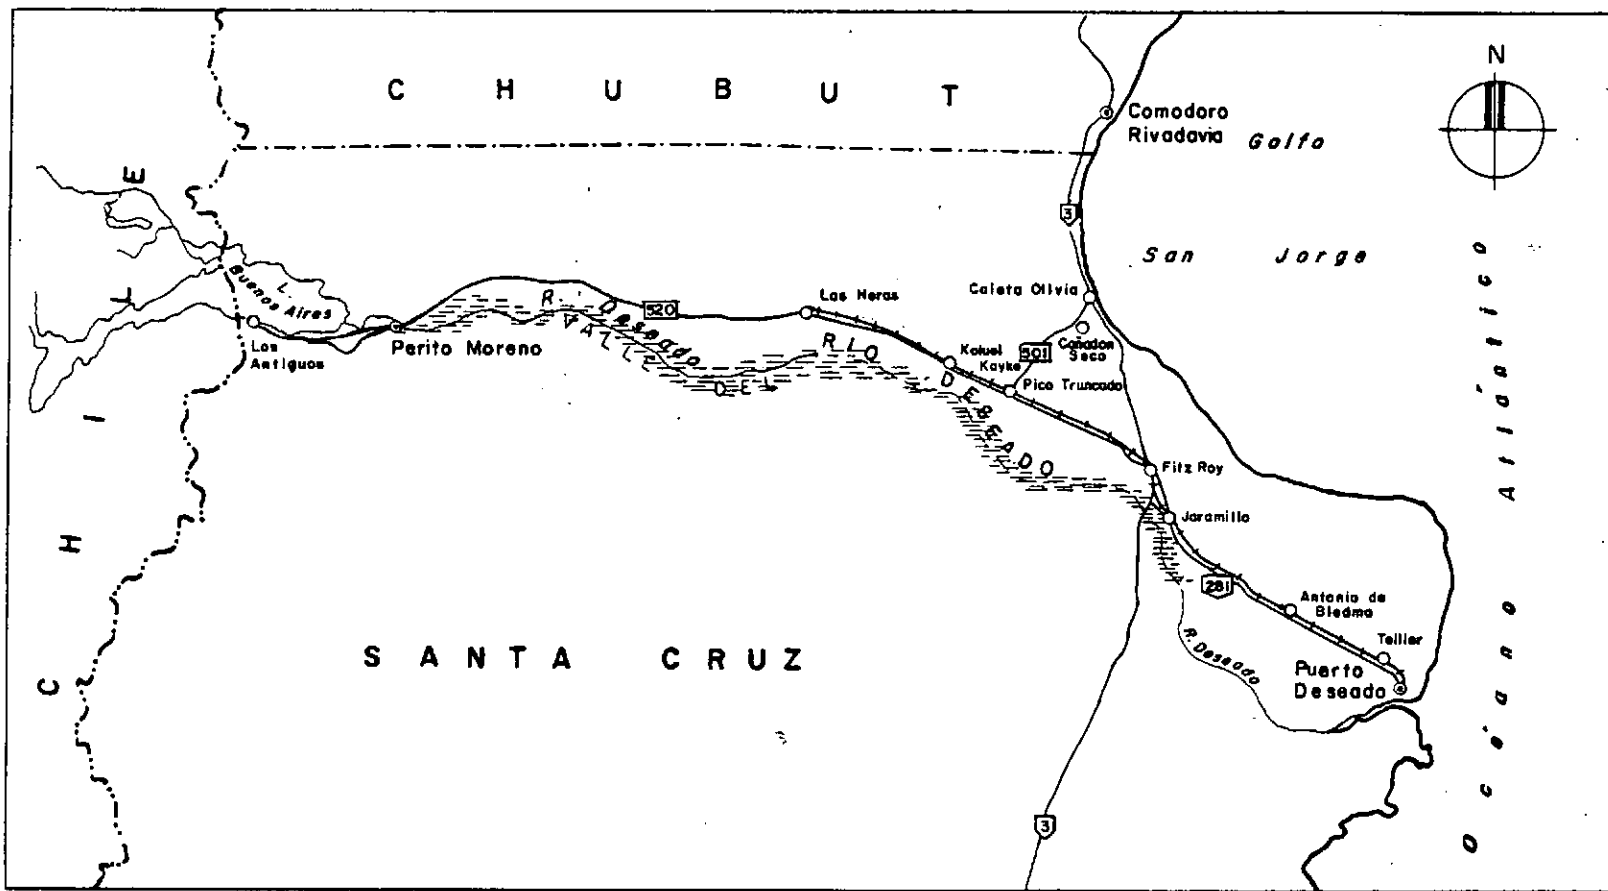 N
C H U B U T
Comodoro
Rivadavia
Golfo
C H I L E
3
San Jorge
L.
Buenos Aires
Los
Antiguos
Perito Moreno
R. Deseado
520
VALLE DEL RIO DESEADO
Las Heras
Caleta Olivia
Cañadon
Seco
501
Koluel
Kayke
Pico Truncado
Fitz Roy
Jaramillo
281
Antonio de
Biedma
Tellier
Puerto
Deseado
R. Deseado
SANTA CRUZ
3
Océano Atlántico